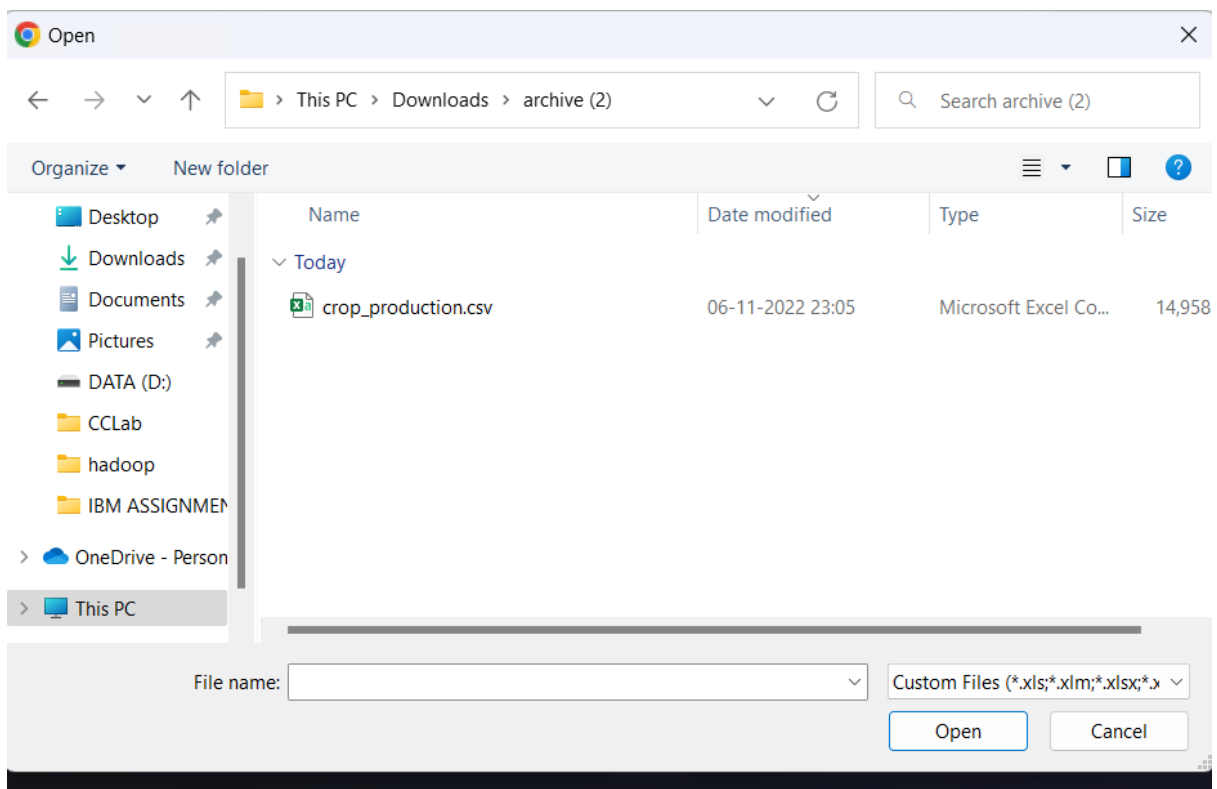 Open
This PC > Downloads > archive (2)
Search archive (2)
Organize
New folder
Name
Date modified
Type
Size
Desktop
Downloads
Documents
Pictures
DATA (D:)
CCLab
hadoop
IBM ASSIGNMEN
OneDrive - Person
This PC
Today
crop_production.csv
06-11-2022 23:05
Microsoft Excel Co...
14,958
File name:
Custom Files (*.xls;*.xlm;*.xlsx;*.x
Open
Cancel